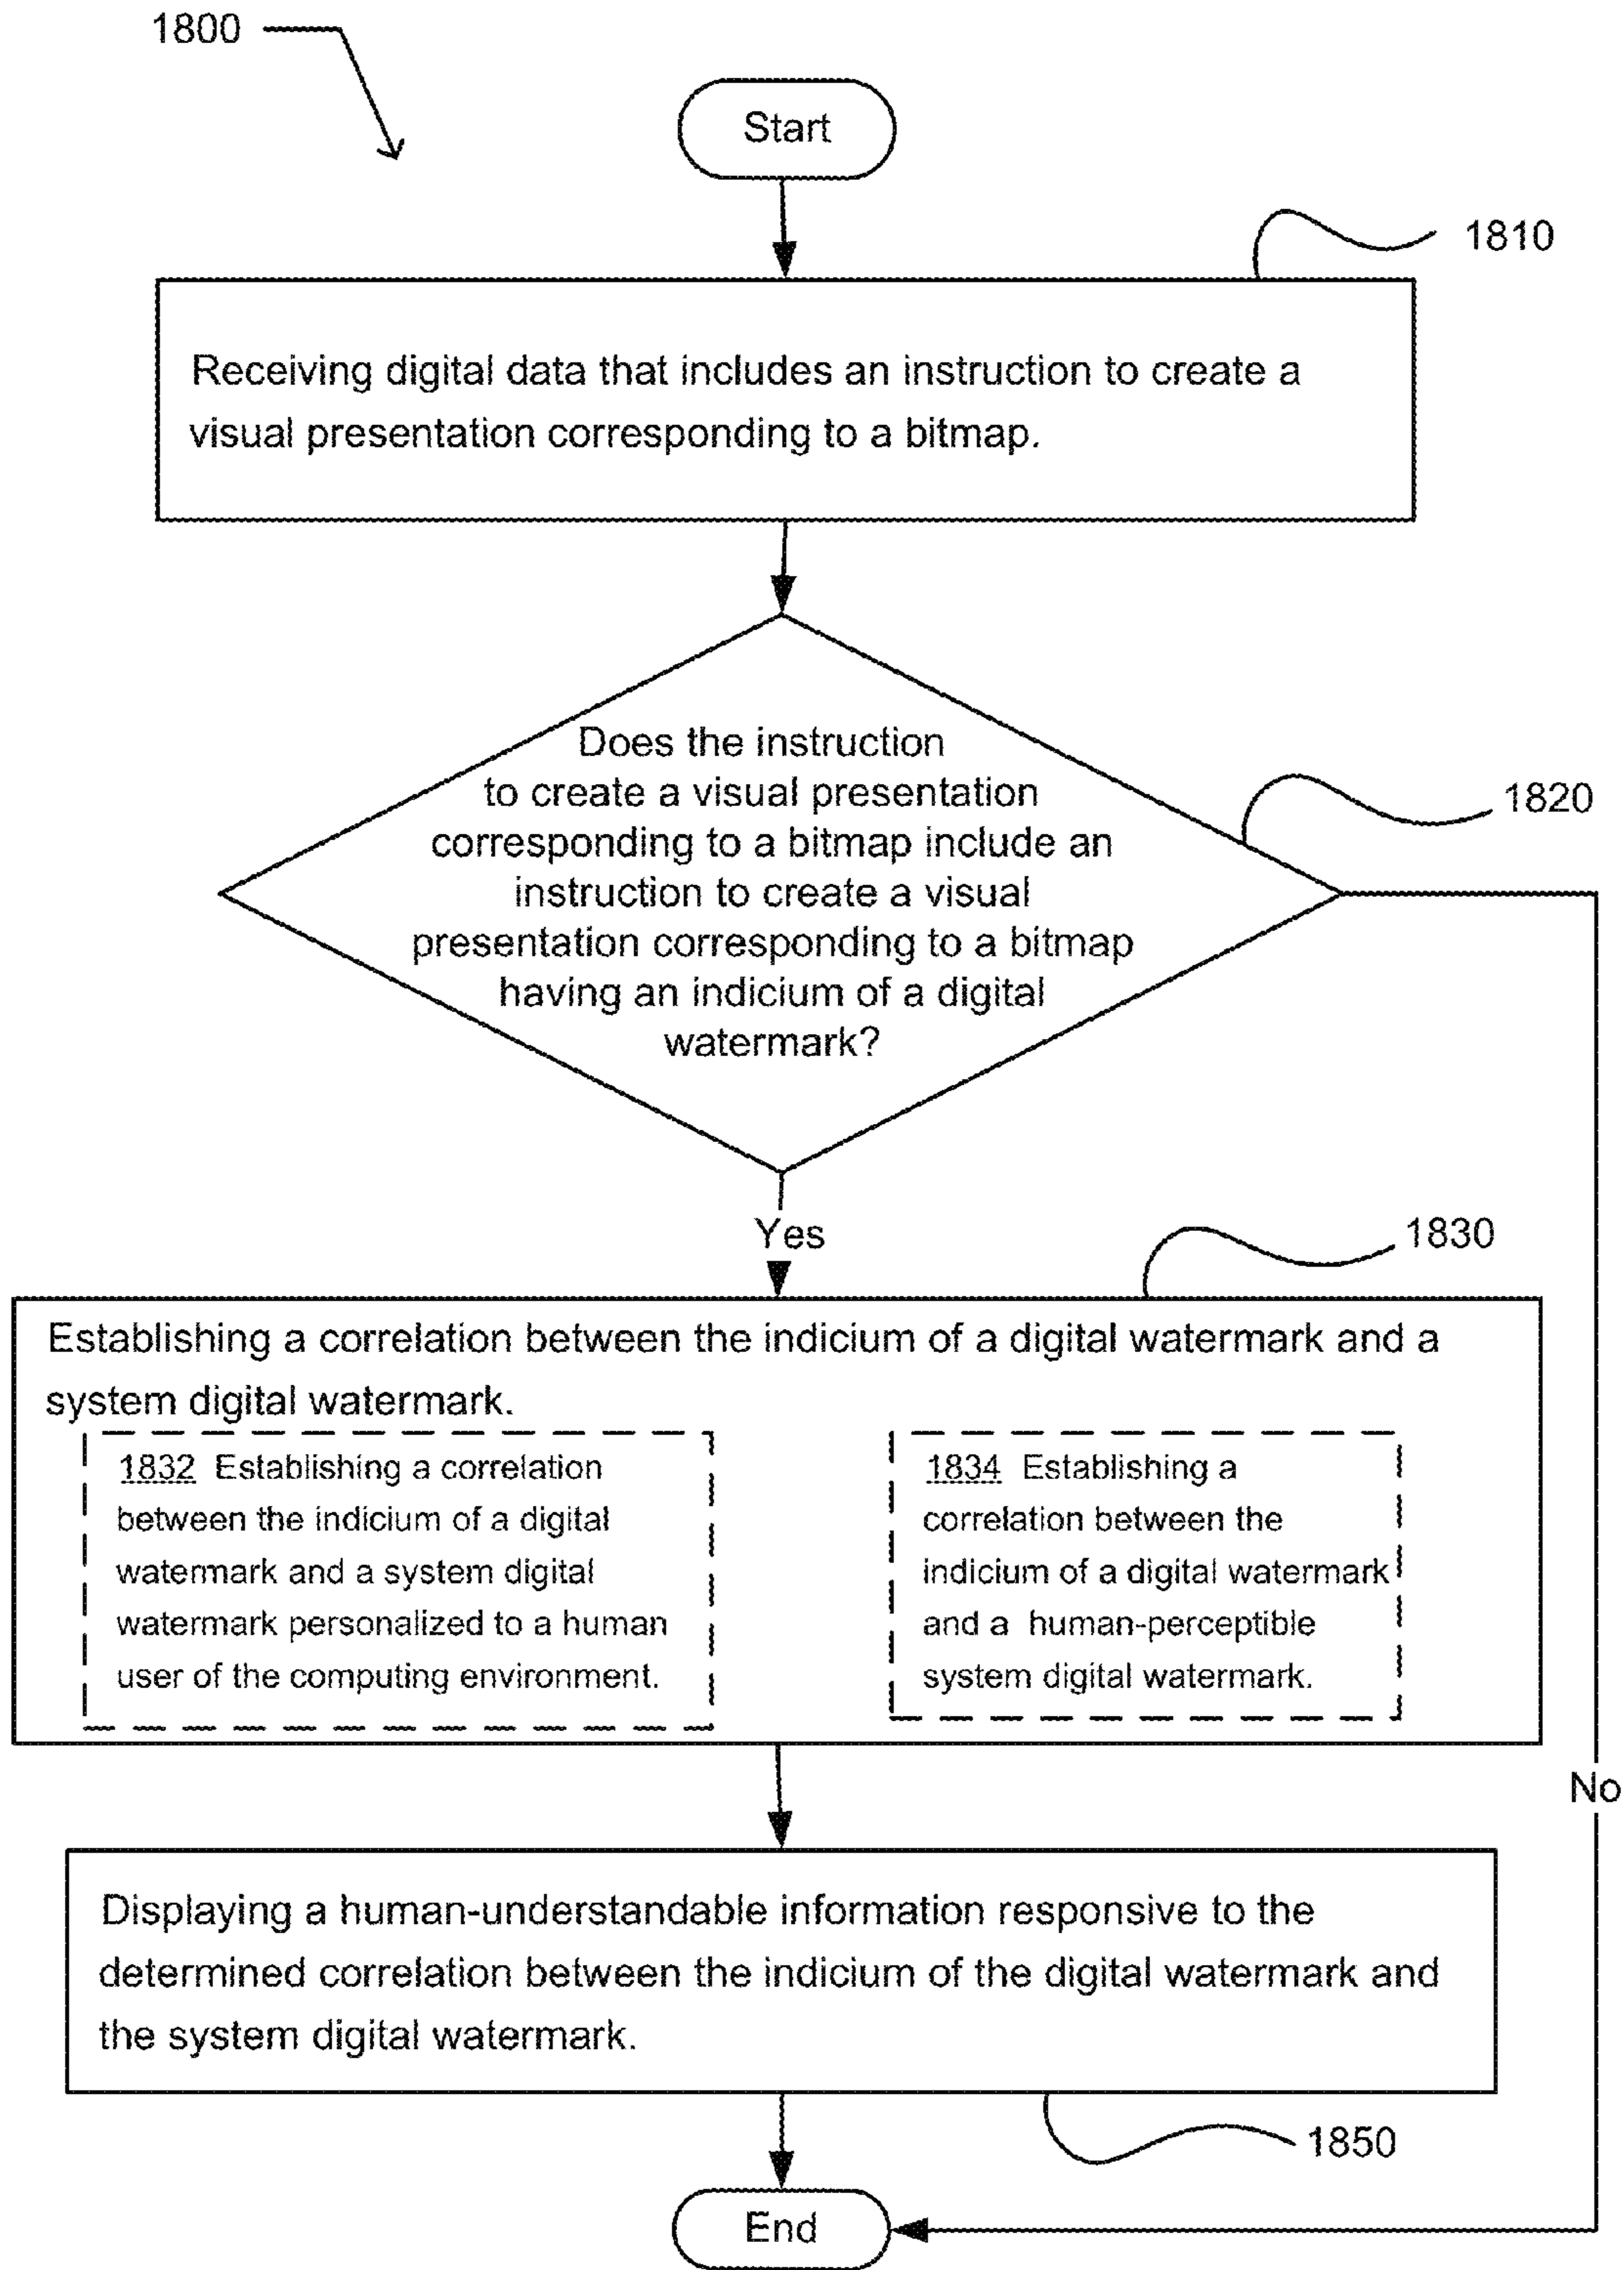 1800
Start
1810
Receiving digital data that includes an instruction to create a
visual presentation corresponding to a bitmap.
Does the instruction
to create a visual presentation
corresponding to a bitmap include an
instruction to create a visual
presentation corresponding to a bitmap
having an indicium of a digital
watermark?
1820
Yes
1830
Establishing a correlation between the indicium of a digital watermark and a
system digital watermark.
1832 Establishing a correlation
between the indicium of a digital
watermark and a system digital
watermark personalized to a human
user of the computing environment.
1834 Establishing a
correlation between the
indicium of a digital watermark
and a human-perceptible
system digital watermark.
No
Displaying a human-understandable information responsive to the
determined correlation between the indicium of the digital watermark and
the system digital watermark.
1850
End